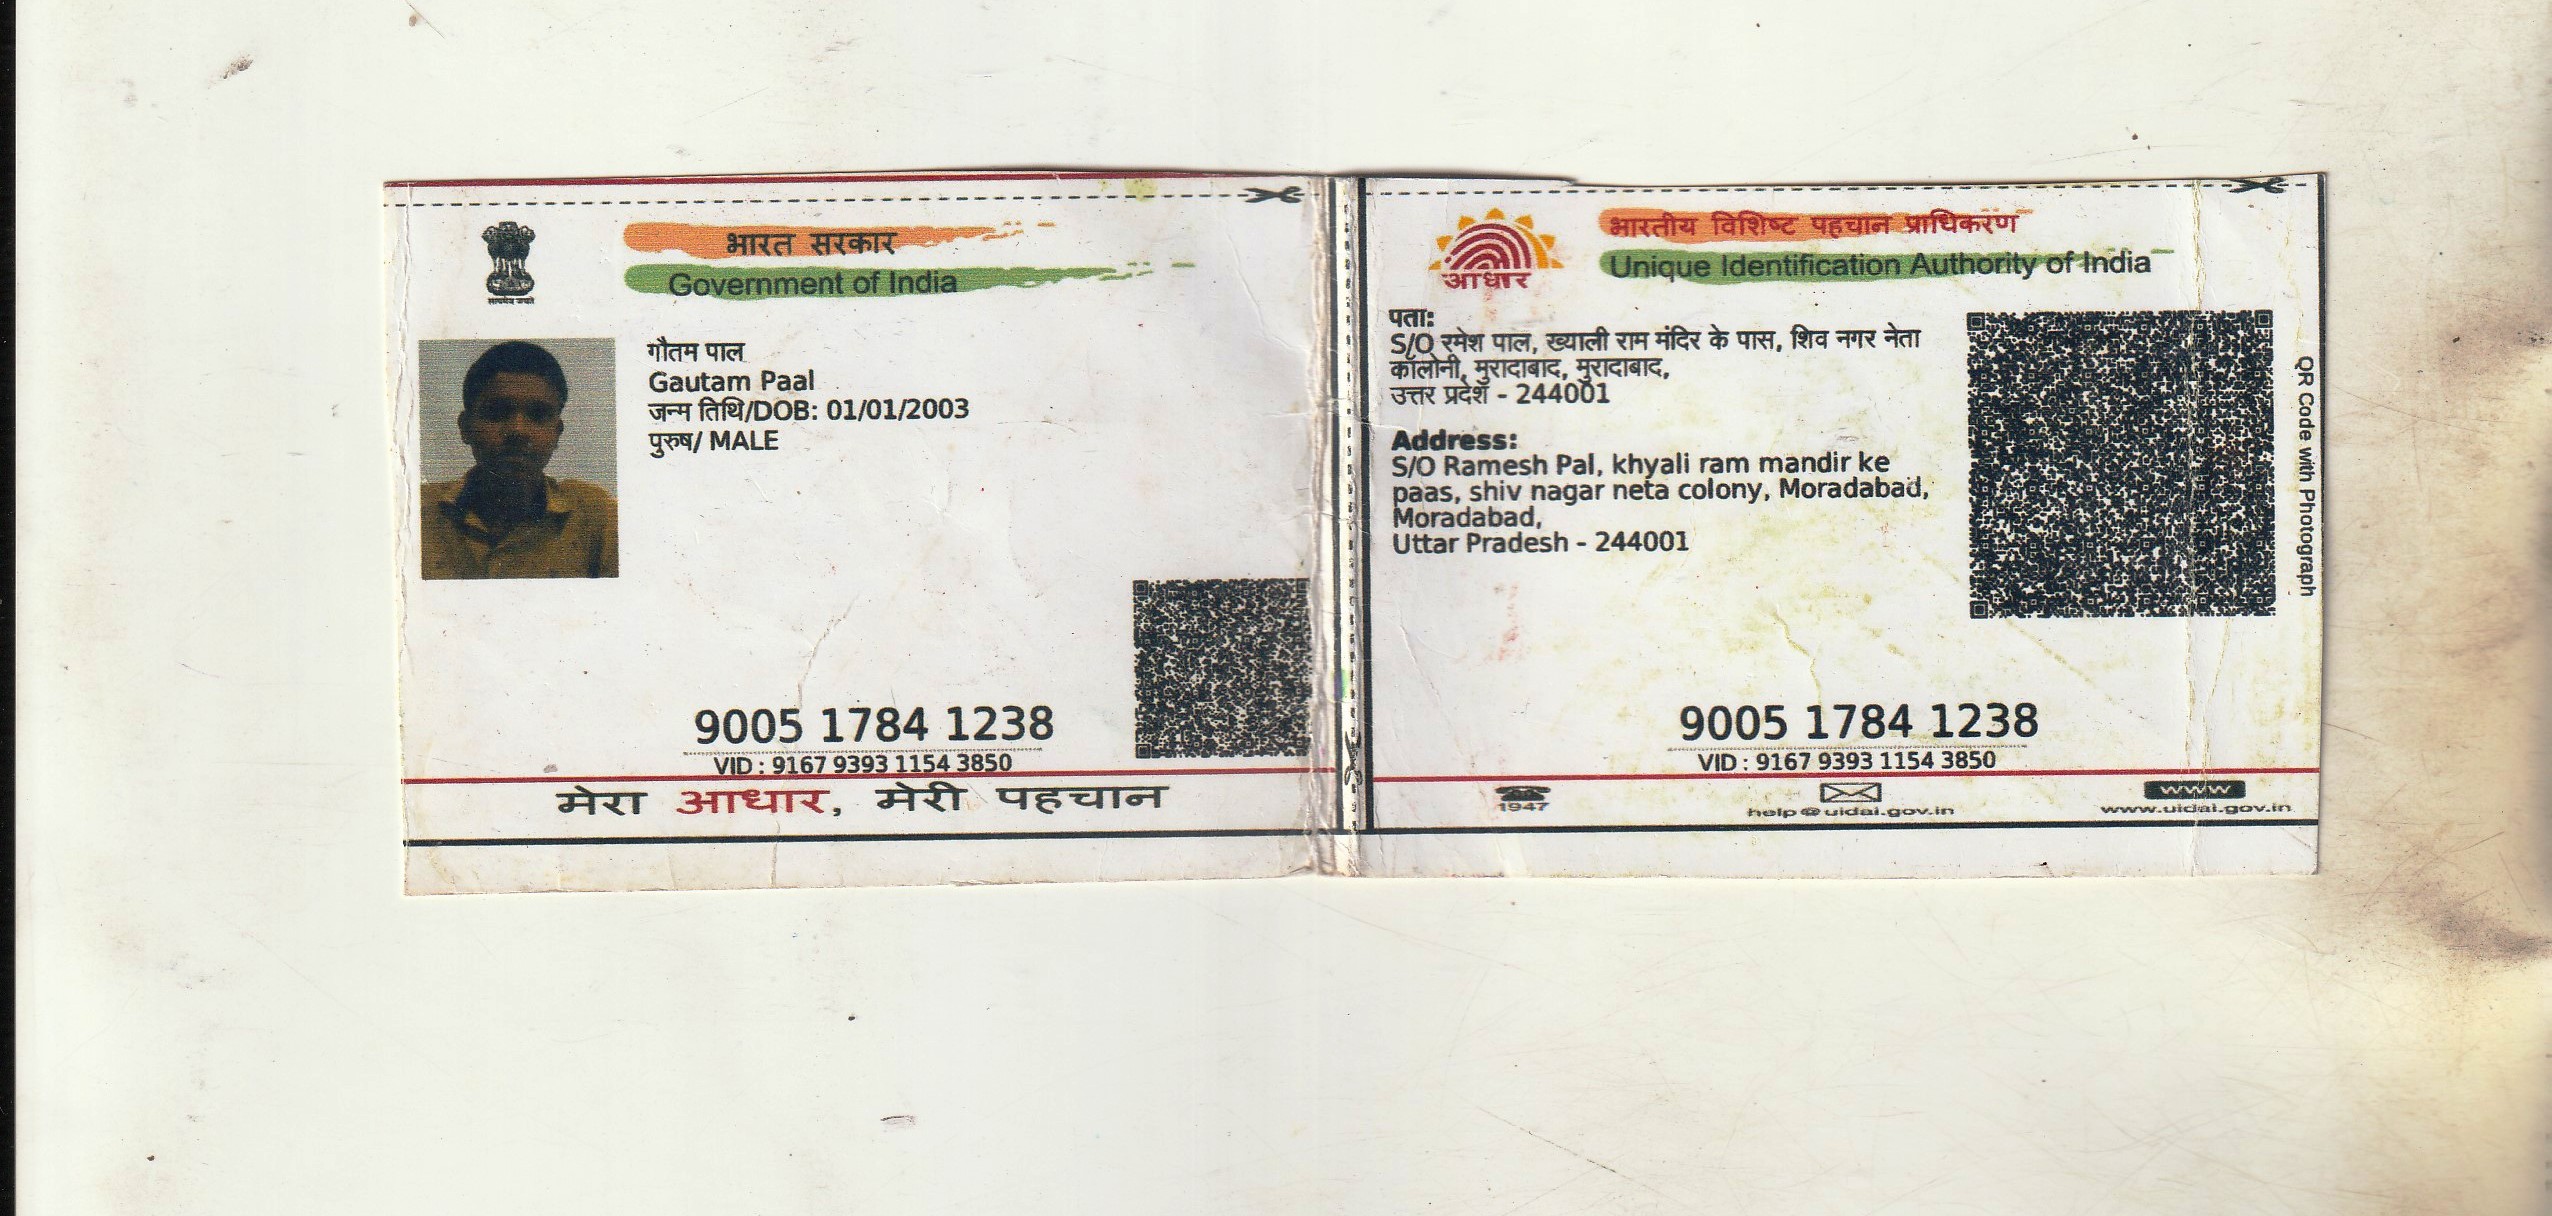 भारत सरकार
Government of India
गौतम पाल
Gautam Paal
जन्म तिथि/DOB: 01/01/2003
पुरुष/ MALE
9005 1784 1238
VID : 9167 9393 1154 3850
मेरा आधार, मेरी पहचान
आधार
भारतीय विशिष्ट पहचान प्राधिकरण
Unique Identification Authority of India
पता:
S/O रमेश पाल, ख्याली राम मंदिर के पास, शिव नगर नेता
कॉलोनी, मुरादाबाद, मुरादाबाद,
उत्तर प्रदेश - 244001
Address:
S/O Ramesh Pal, khyali ram mandir ke
paas, shiv nagar neta colony, Moradabad,
Moradabad,
Uttar Pradesh - 244001
QR Code with Photograph
9005 1784 1238
VID : 9167 9393 1154 3850
1947
help@uidai.gov.in
www
www.uidai.gov.in